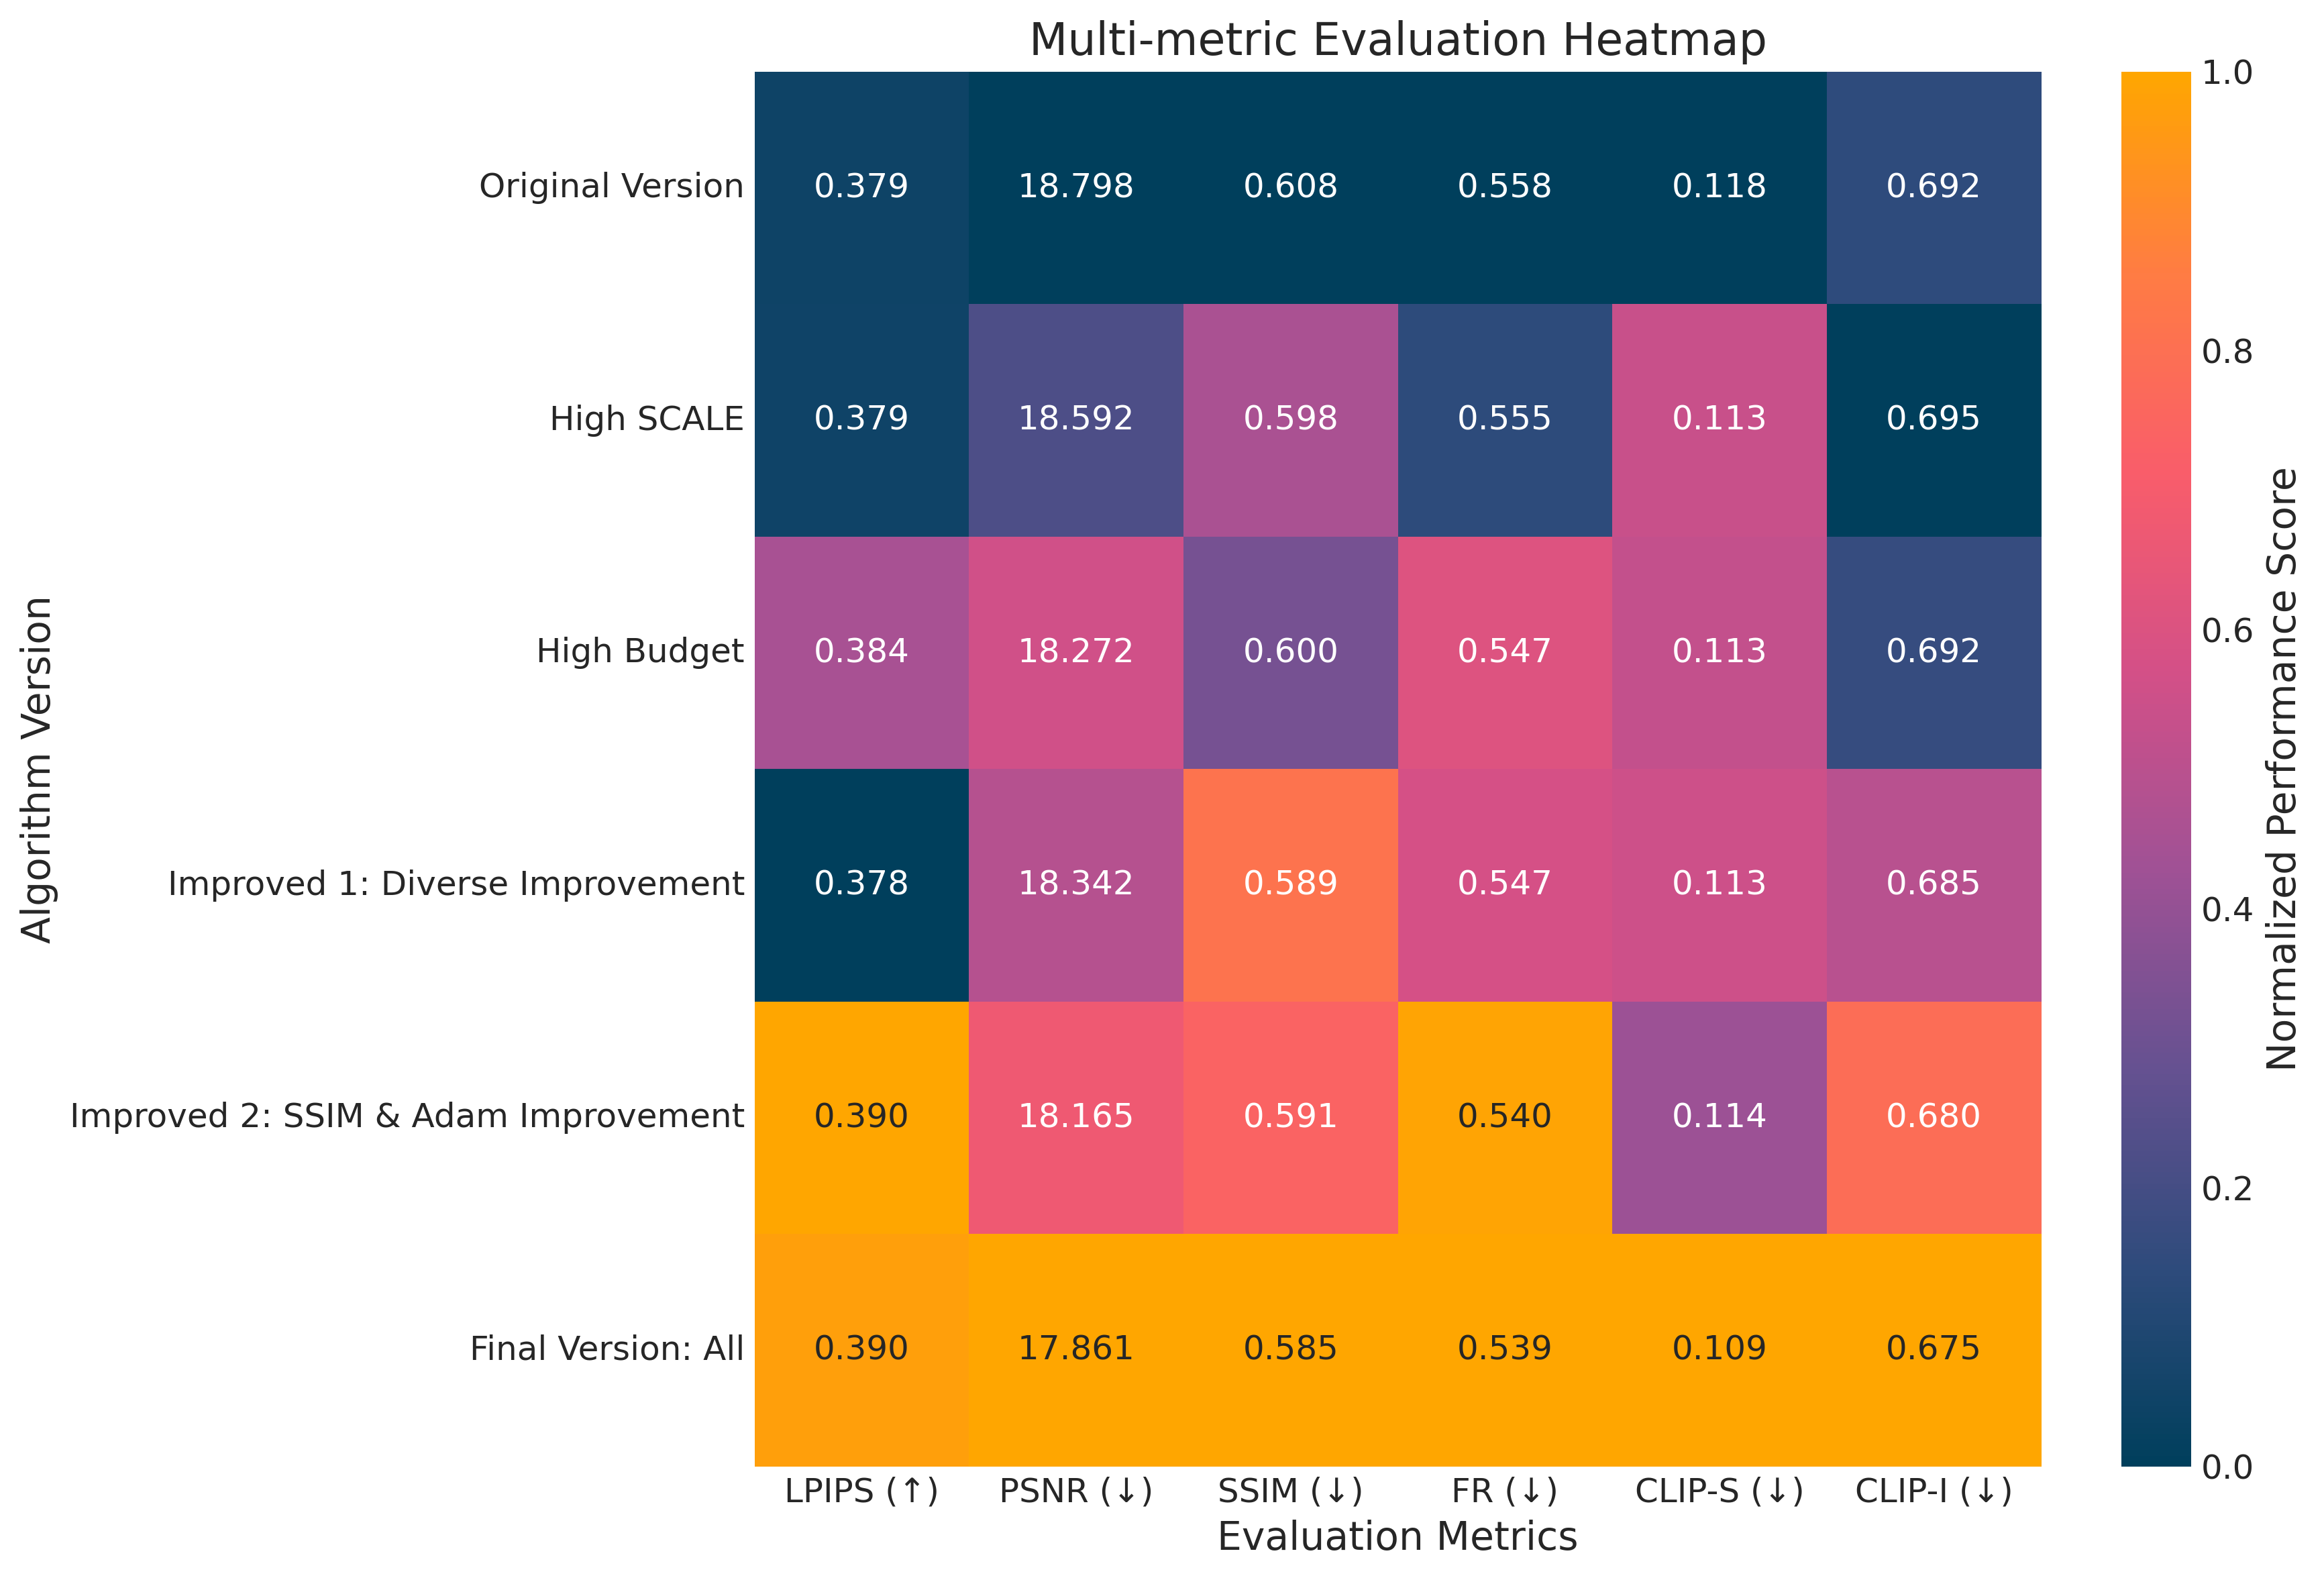 Multi-metric Evaluation Heatmap
Algorithm Version
Original Version 0.379 18.798 0.608 0.558 0.118 0.692
High SCALE 0.379 18.592 0.598 0.555 0.113 0.695
High Budget 0.384 18.272 0.600 0.547 0.113 0.692
Improved 1: Diverse Improvement 0.378 18.342 0.589 0.547 0.113 0.685
Improved 2: SSIM & Adam Improvement 0.390 18.165 0.591 0.540 0.114 0.680
Final Version: All 0.390 17.861 0.585 0.539 0.109 0.675
LPIPS (↑) PSNR (↓) SSIM (↓) FR (↓) CLIP-S (↓) CLIP-I (↓)
Evaluation Metrics
1.0
0.8
0.6
0.4
0.2
0.0
Normalized Performance Score